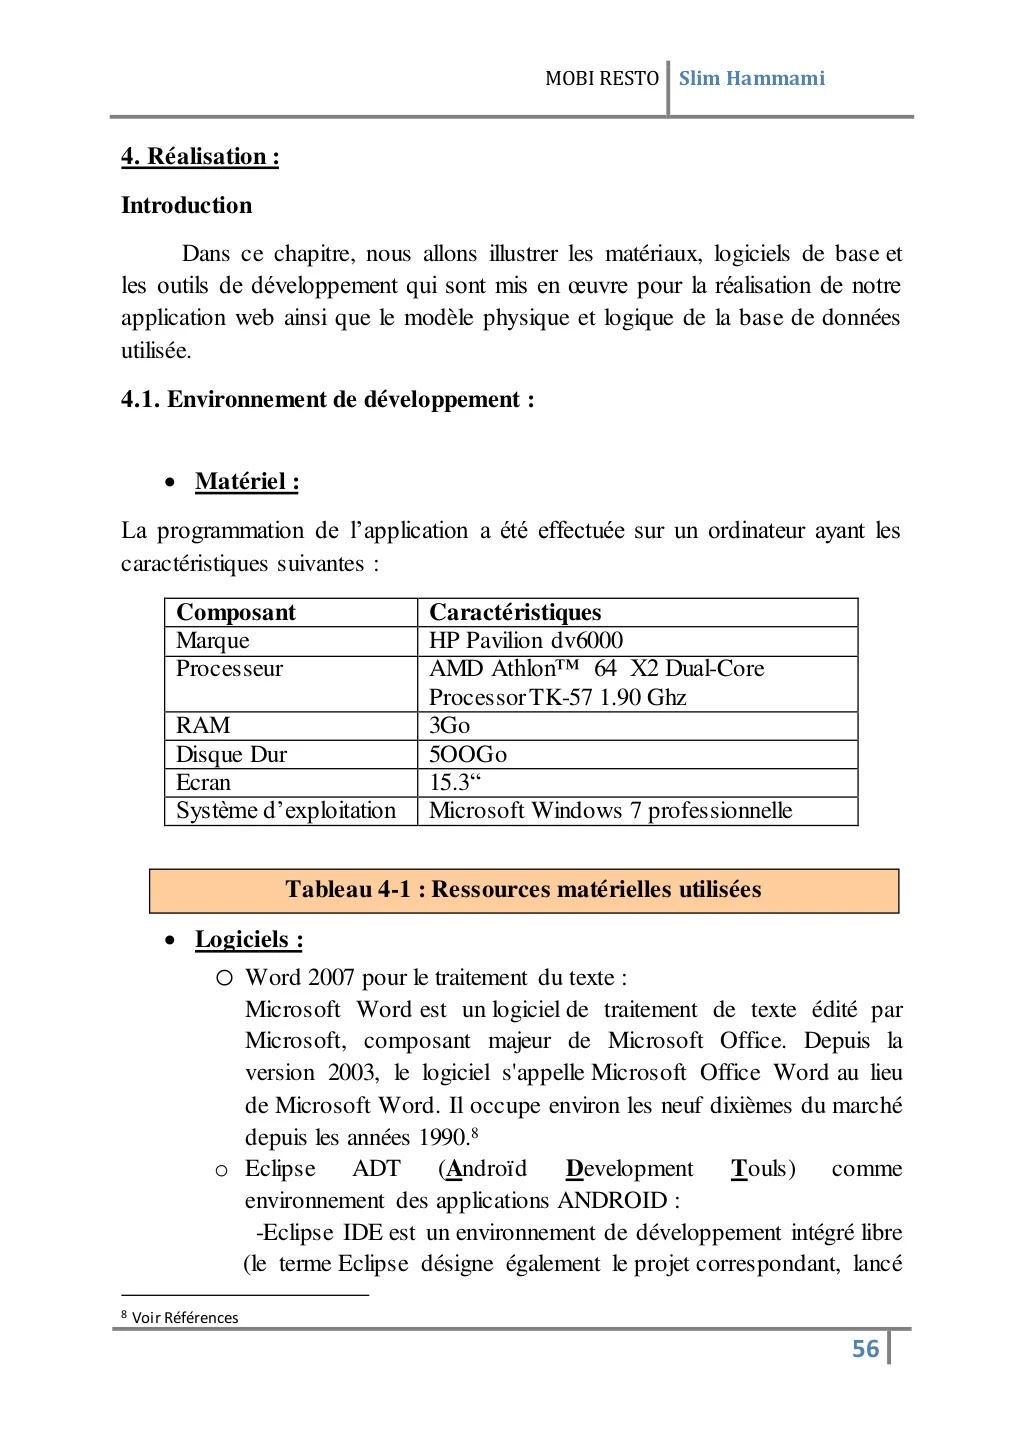 MOBI RESTO Slim Hammami
4. Réalisation :
Introduction
Dans ce chapitre, nous allons illustrer les matériaux, logiciels de base et
les outils de développement qui sont mis en œuvre pour la réalisation de notre
application web ainsi que le modèle physique et logique de la base de données
utilisée.
4.1. Environnement de développement :
• Matériel :
La programmation de l’application a été effectuée sur un ordinateur ayant les
caractéristiques suivantes :
Composant Caractéristiques
Marque HP Pavilion dv6000
Processeur AMD Athlon™ 64 X2 Dual-Core
Processor TK-57 1.90 Ghz
RAM 3Go
Disque Dur 5OOGo
Ecran 15.3“
Système d’exploitation Microsoft Windows 7 professionnelle
Tableau 4-1 : Ressources matérielles utilisées
• Logiciels :
o Word 2007 pour le traitement du texte :
Microsoft Word est un logiciel de traitement de texte édité par
Microsoft, composant majeur de Microsoft Office. Depuis la
version 2003, le logiciel s'appelle Microsoft Office Word au lieu
de Microsoft Word. Il occupe environ les neuf dixièmes du marché
depuis les années 1990.⁸
o Eclipse ADT (Androïd Development Touls) comme
environnement des applications ANDROID :
-Eclipse IDE est un environnement de développement intégré libre
(le terme Eclipse désigne également le projet correspondant, lancé
⁸ Voir Références
56